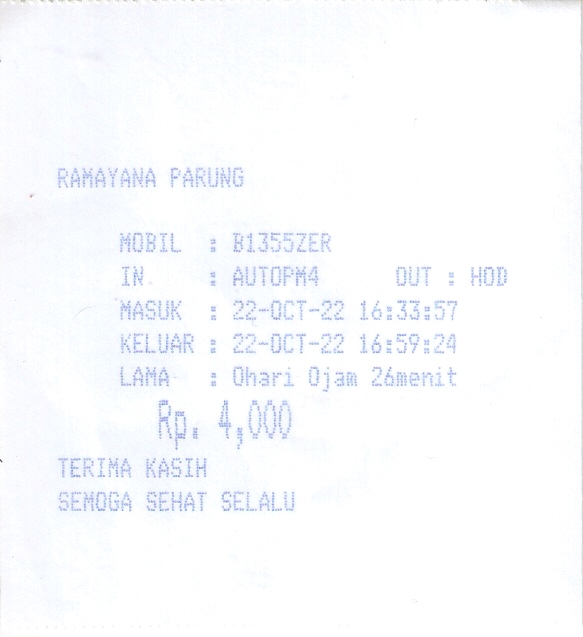 RAMAYANA PARUNG
MOBIL : B1355ZER
IN : AUTOPM4 OUT : HOD
MASUK : 22-OCT-22 16:33:57
KELUAR : 22-OCT-22 16:59:24
LAMA : 0hari 0jam 26menit
Rp. 4,000
TERIMA KASIH
SEMOGA SEHAT SELALU